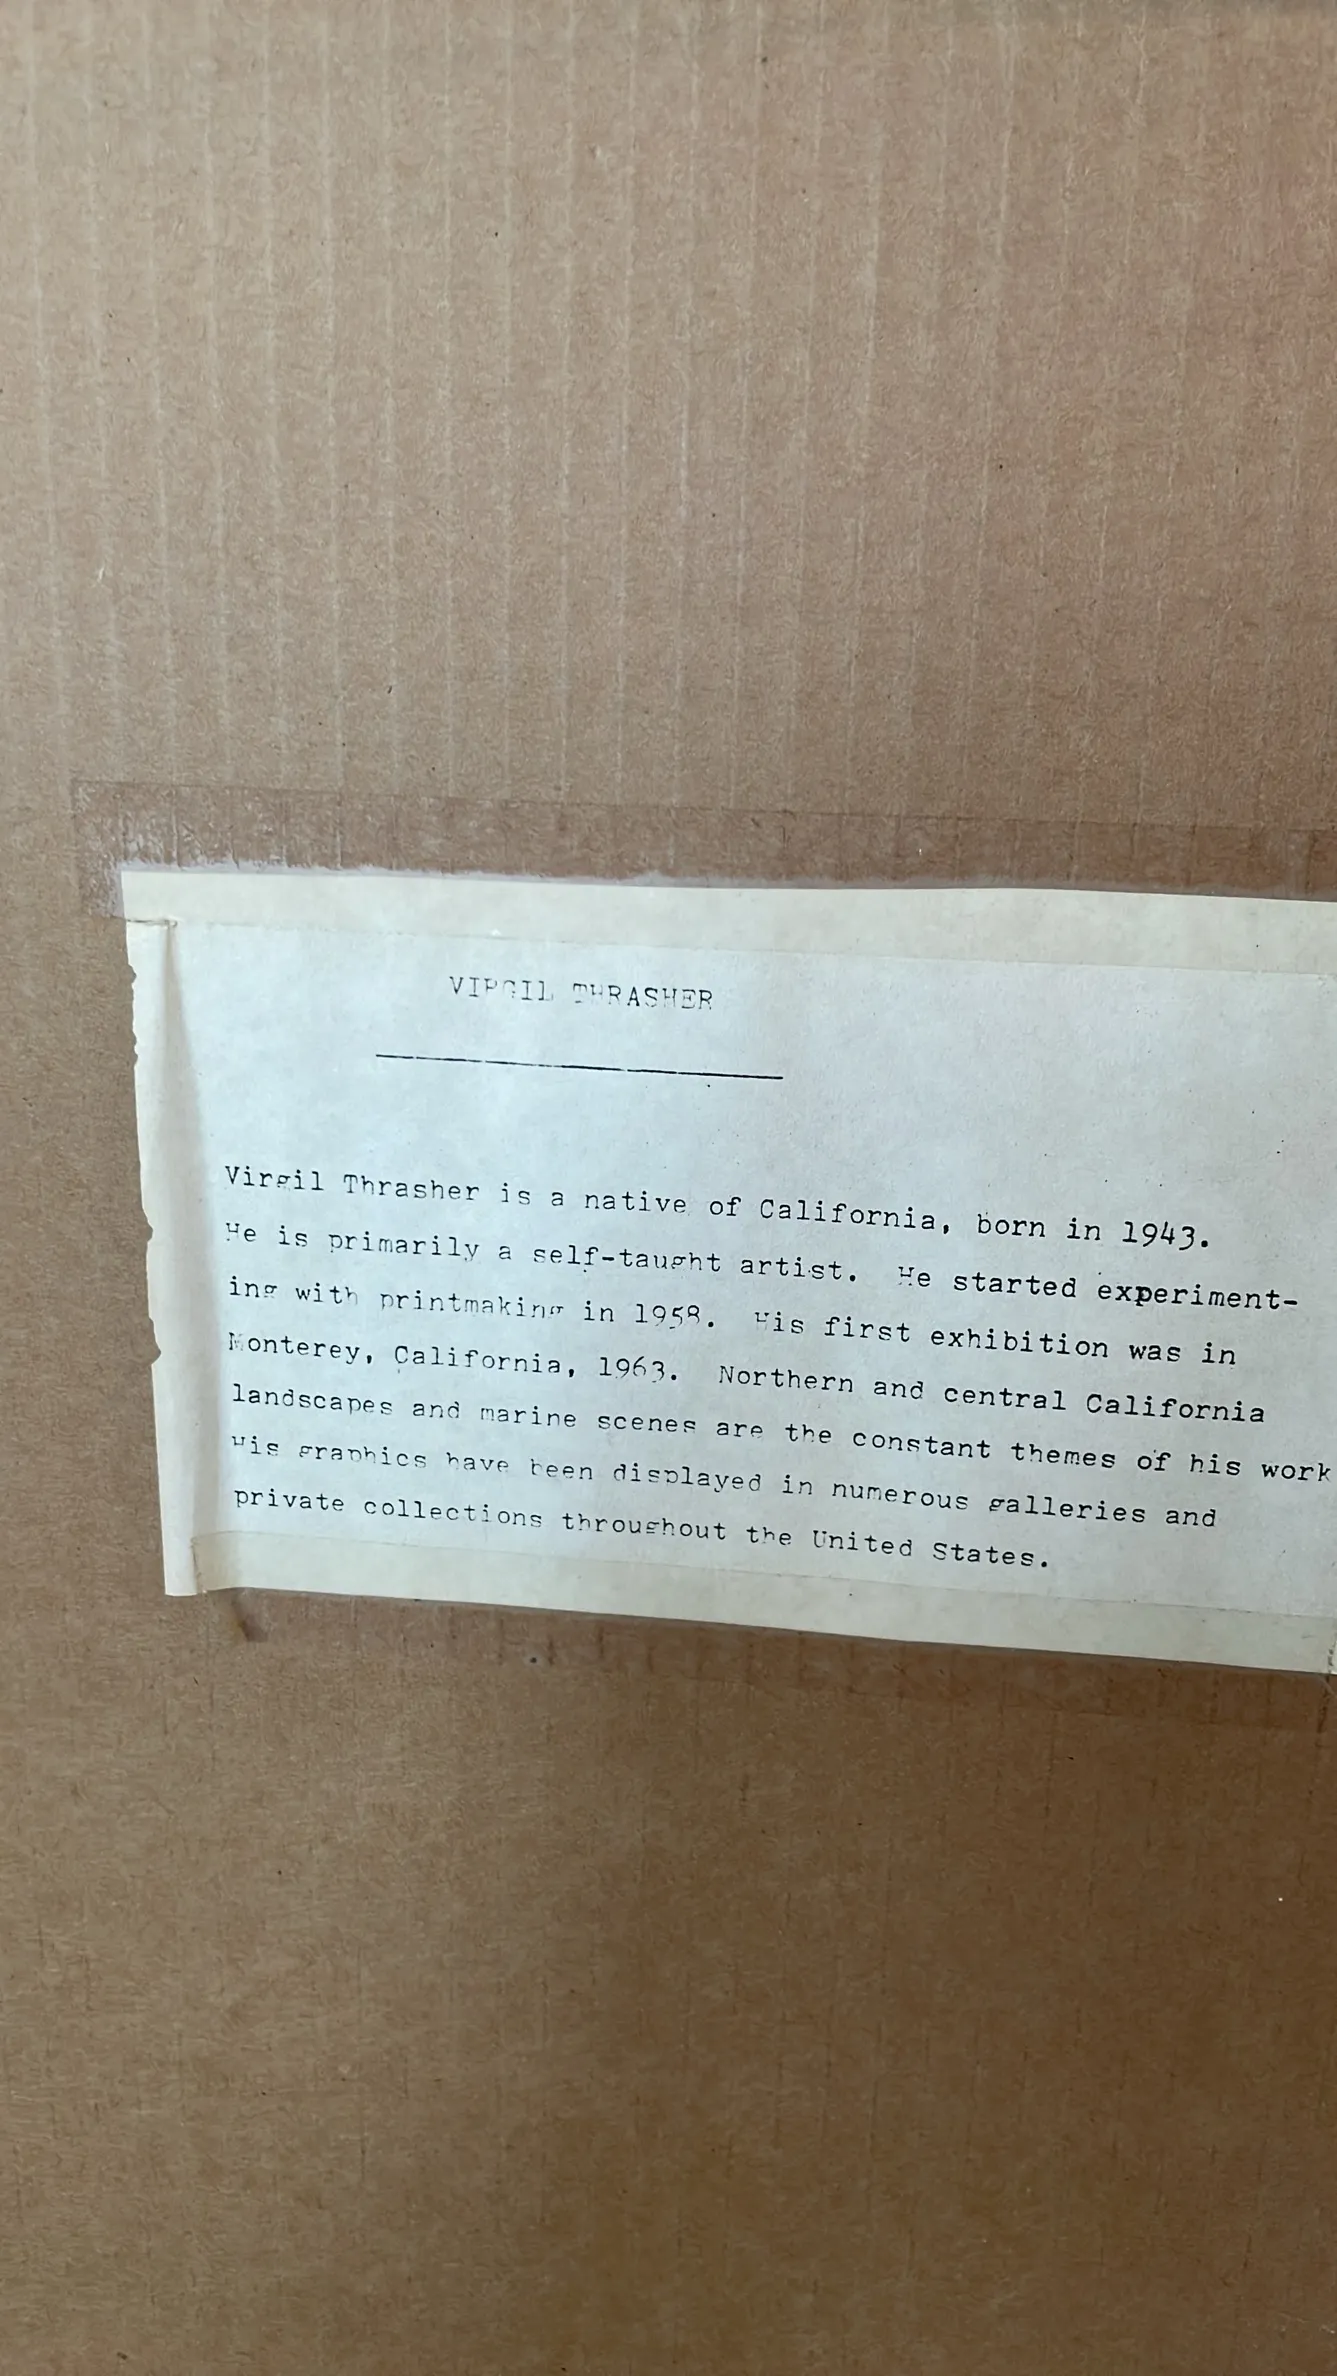 VIRGIL THRASHER
Virgil Thrasher is a native of California, born in 1943.
He is primarily a self-taught artist. He started experiment-
ing with printmaking in 1958. His first exhibition was in
Monterey, California, 1963. Northern and central California
landscapes and marine scenes are the constant themes of his work
His graphics have been displayed in numerous galleries and
private collections throughout the United States.